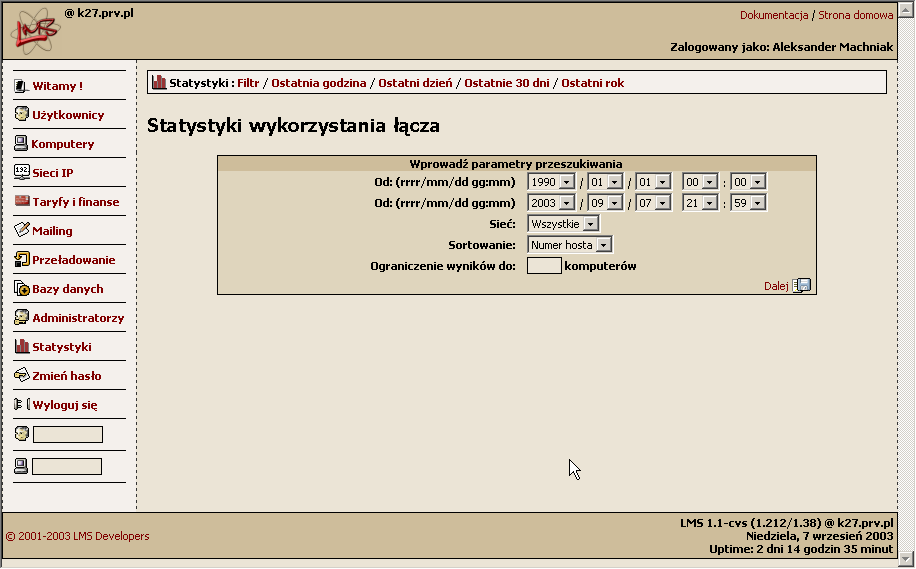 LMS @ k27.prv.pl
Dokumentacja / Strona domowa
Zalogowany jako: Aleksander Machniak
Witamy !
Użytkownicy
Komputery
132 Sieci IP
Taryfy i finanse
Mailing
Przeładowanie
Bazy danych
Administratorzy
Statystyki
Zmień hasło
Wyloguj się
Statystyki : Filtr / Ostatnia godzina / Ostatni dzień / Ostatnie 30 dni / Ostatni rok
Statystyki wykorzystania łącza
Wprowadź parametry przeszukiwania
Od: (rrrr/mm/dd gg:mm) 1990 / 01 / 01 00 : 00
Od: (rrrr/mm/dd gg:mm) 2003 / 09 / 07 21 : 59
Sieć: Wszystkie
Sortowanie: Numer hosta
Ograniczenie wyników do: komputerów
Dalej
© 2001-2003 LMS Developers
LMS 1.1-cvs (1.212/1.38) @ k27.prv.pl
Niedziela, 7 wrzesień 2003
Uptime: 2 dni 14 godzin 35 minut